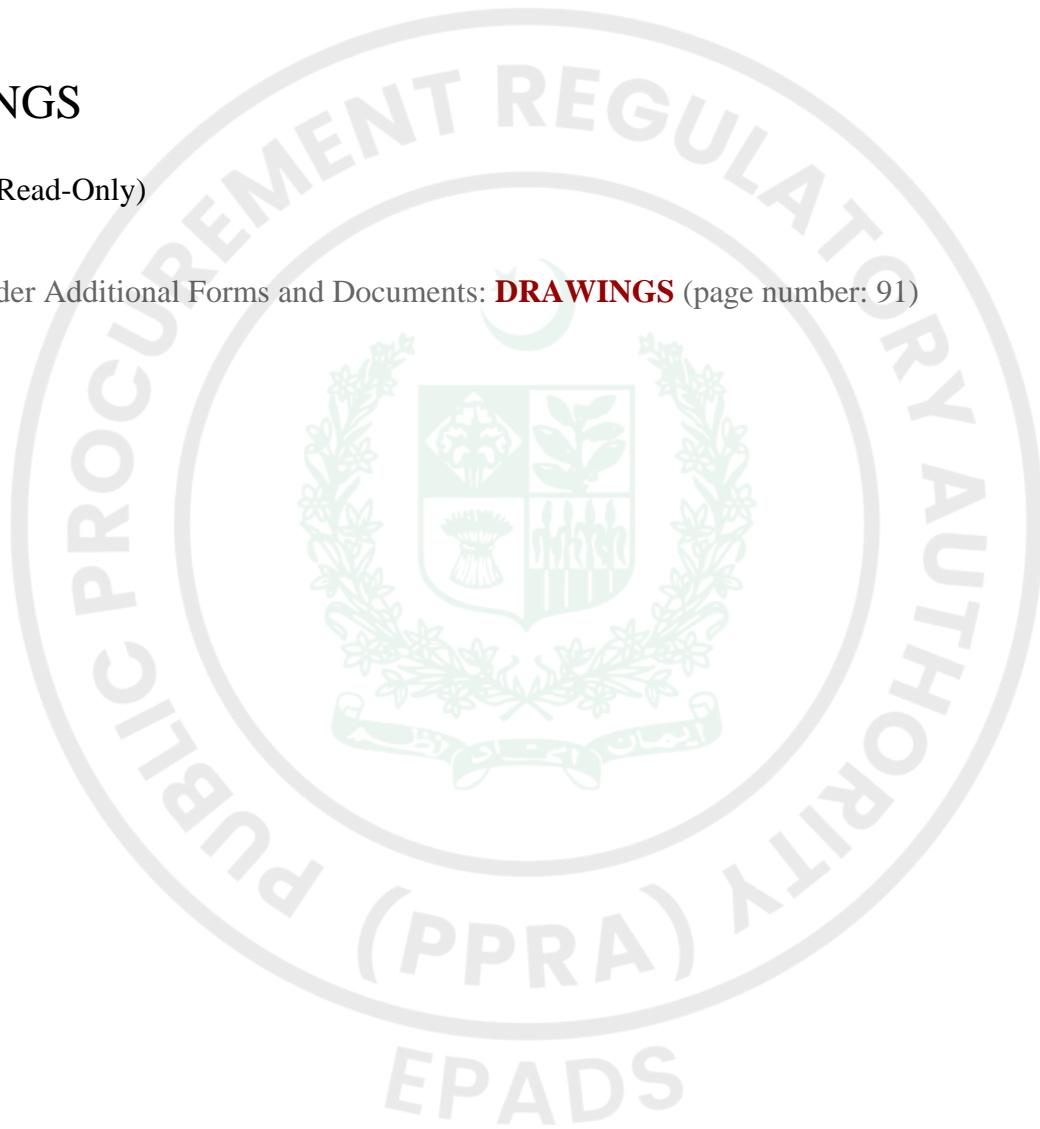 NGS
Read-Only)
der Additional Forms and Documents: DRAWINGS (page number: 91)
PUBLIC PROCUREMENT REGULATORY AUTHORITY
(PPRA)
EPADS